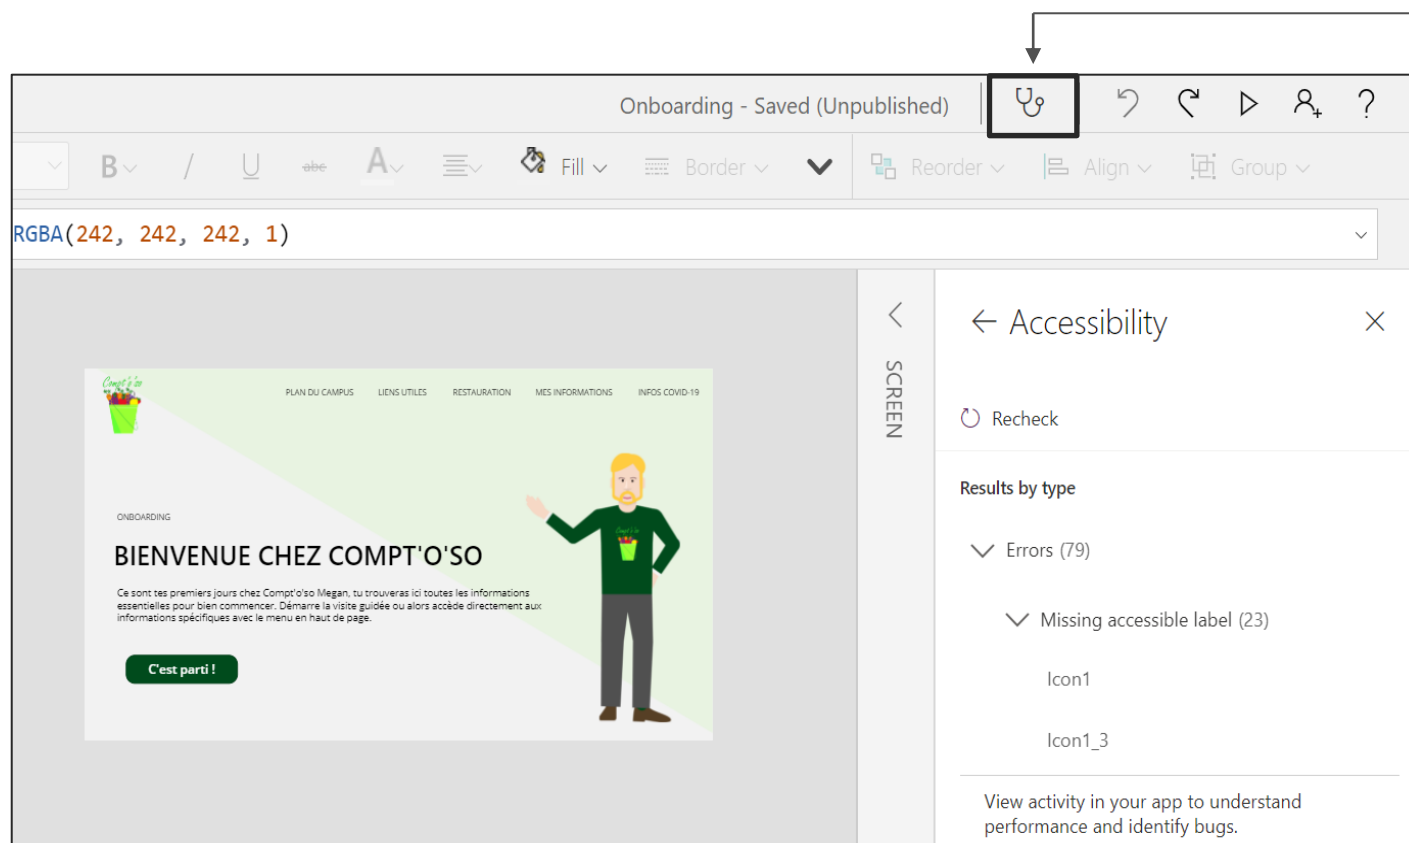 Onboarding - Saved (Unpublished)
B / U abc A Fill Border Reorder Align Group
RGBA(242, 242, 242, 1)
SCREEN
Compt'o'so
PLAN DU CAMPUS LIENS UTILES RESTAURATION MES INFORMATIONS INFOS COVID-19
ONBOARDING
BIENVENUE CHEZ COMPT'O'SO
Ce sont tes premiers jours chez Compt'o'so Megan, tu trouveras ici toutes les informations
essentielles pour bien commencer. Démarre la visite guidée ou alors accède directement aux
informations spécifiques avec le menu en haut de page.
C'est parti !
Accessibility
Recheck
Results by type
Errors (79)
Missing accessible label (23)
Icon1
Icon1_3
View activity in your app to understand
performance and identify bugs.